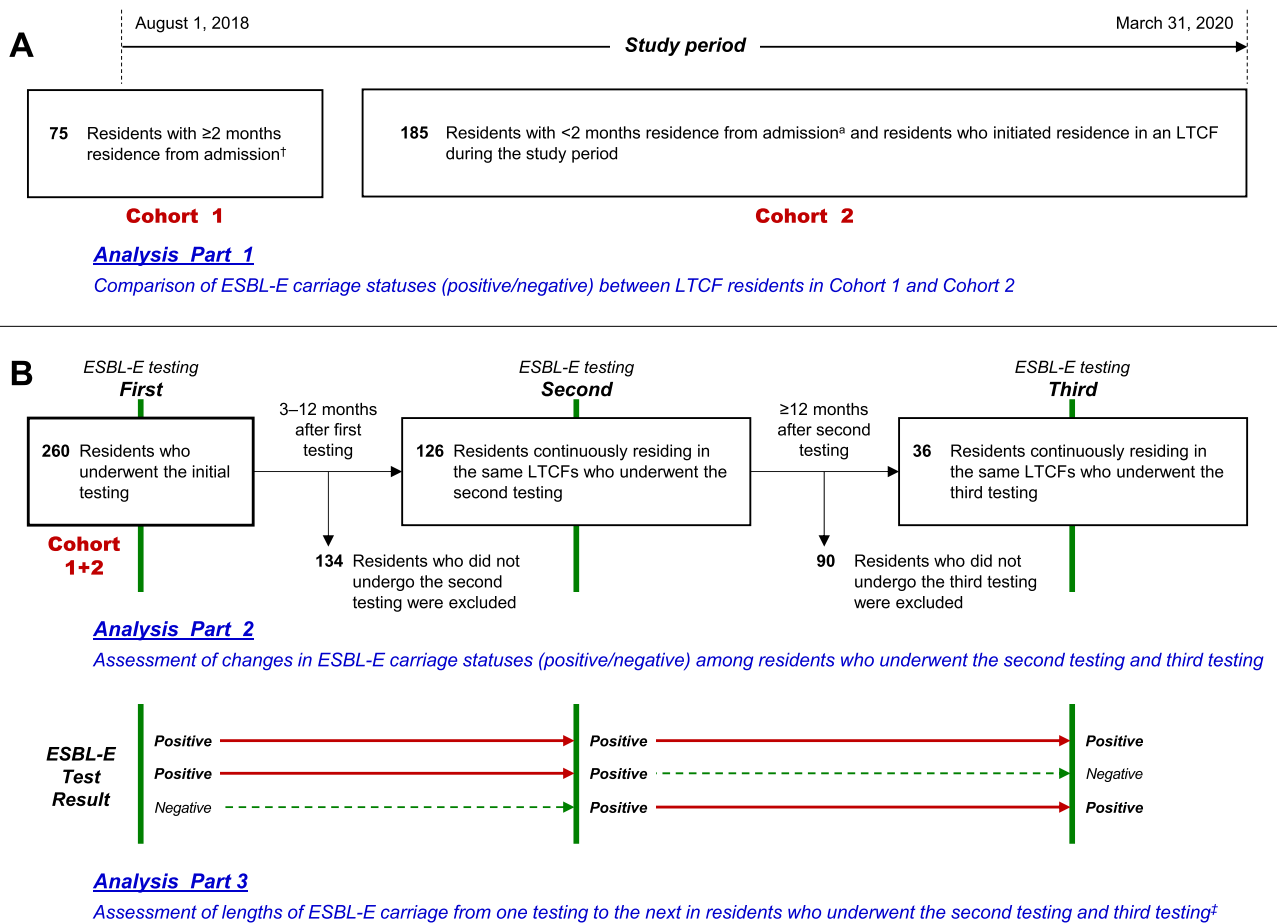 A
August 1, 2018
March 31, 2020
Study period
75 Residents with ≥2 months
residence from admission†
185 Residents with <2 months residence from admissionᵃ and residents who initiated residence in an LTCF
during the study period
Cohort 1
Cohort 2
Analysis Part 1
Comparison of ESBL-E carriage statuses (positive/negative) between LTCF residents in Cohort 1 and Cohort 2
B
ESBL-E testing
First
ESBL-E testing
Second
ESBL-E testing
Third
260 Residents who
underwent the initial
testing
3–12 months
after first
testing
126 Residents continuously residing in
the same LTCFs who underwent the
second testing
≥12 months
after second
testing
36 Residents continuously residing in
the same LTCFs who underwent the
third testing
Cohort
1+2
134 Residents who did not
undergo the second
testing were excluded
90 Residents who did not
undergo the third testing
were excluded
Analysis Part 2
Assessment of changes in ESBL-E carriage statuses (positive/negative) among residents who underwent the second testing and third testing
ESBL-E
Test
Result
Positive Positive Positive
Positive Positive Negative
Negative Positive Positive
Analysis Part 3
Assessment of lengths of ESBL-E carriage from one testing to the next in residents who underwent the second testing and third testing‡